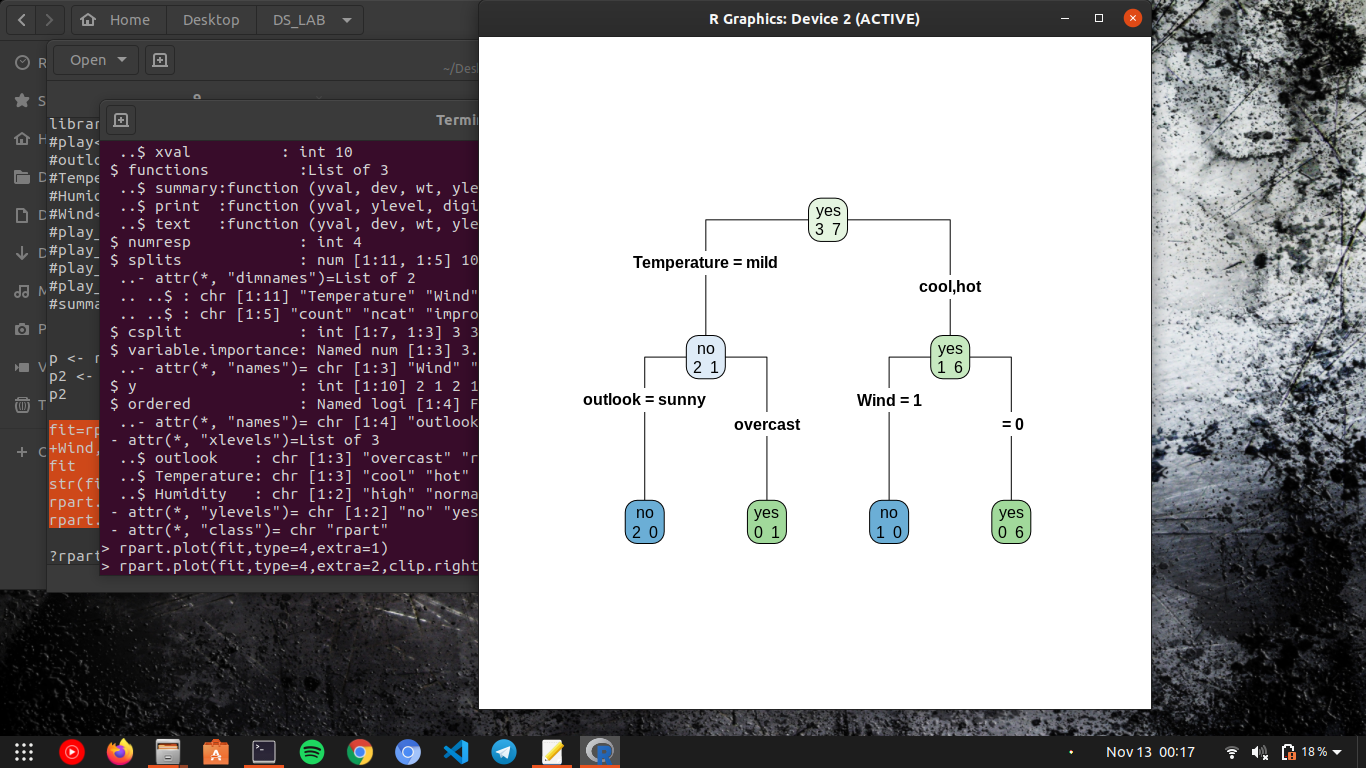 Home Desktop DS_LAB
R Graphics: Device 2 (ACTIVE)
Open
~/Des
Termi
R
S
H
D
D
D
M
P
V
T
O
librar
#play<
#outlo
#Tempe
#Humid
#Wind<
#play_
#play_
#play_
#play_
#summa
p2 <-
p2
fit=rp
+Wind,
fit
str(fi
rpart.
rpart.
?rpart
..$ xval : int 10
$ functions :List of 3
..$ summary:function (yval, dev, wt, yle
..$ print :function (yval, ylevel, digi
..$ text :function (yval, dev, wt, yle
$ numresp : int 4
$ splits : num [1:11, 1:5] 10
..- attr(*, "dimnames")=List of 2
.. ..$ : chr [1:11] "Temperature" "Wind"
.. ..$ : chr [1:5] "count" "ncat" "impro
$ csplit : int [1:7, 1:3] 3 3
$ variable.importance: Named num [1:3] 3.
..- attr(*, "names")= chr [1:3] "Wind" "
$ y : int [1:10] 2 1 2 1
$ ordered : Named logi [1:4] F
..- attr(*, "names")= chr [1:4] "outlook
- attr(*, "xlevels")=List of 3
..$ outlook : chr [1:3] "overcast" "r
..$ Temperature: chr [1:3] "cool" "hot"
..$ Humidity : chr [1:2] "high" "norma
- attr(*, "ylevels")= chr [1:2] "no" "yes
- attr(*, "class")= chr "rpart"
> rpart.plot(fit,type=4,extra=1)
> rpart.plot(fit,type=4,extra=2,clip.right
yes
3 7
Temperature = mild
cool,hot
no
2 1
yes
1 6
outlook = sunny
overcast
Wind = 1
= 0
no
2 0
yes
0 1
no
1 0
yes
0 6
Nov 13 00:17
18 %